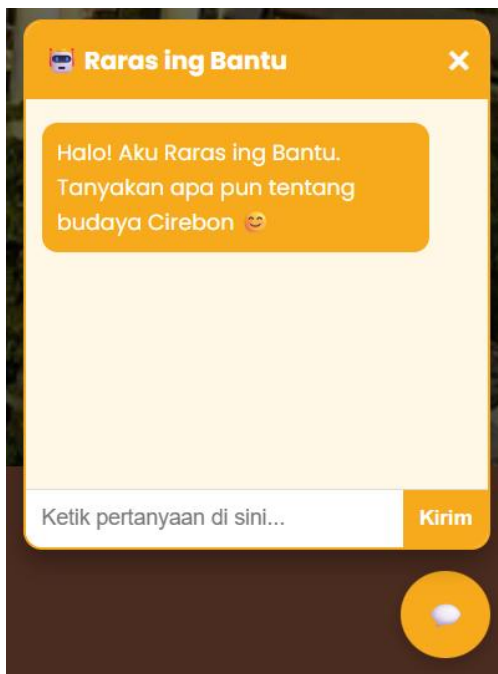 Raras ing Bantu
Halo! Aku Raras ing Bantu.
Tanyakan apa pun tentang
budaya Cirebon 😊
Ketik pertanyaan di sini...
Kirim